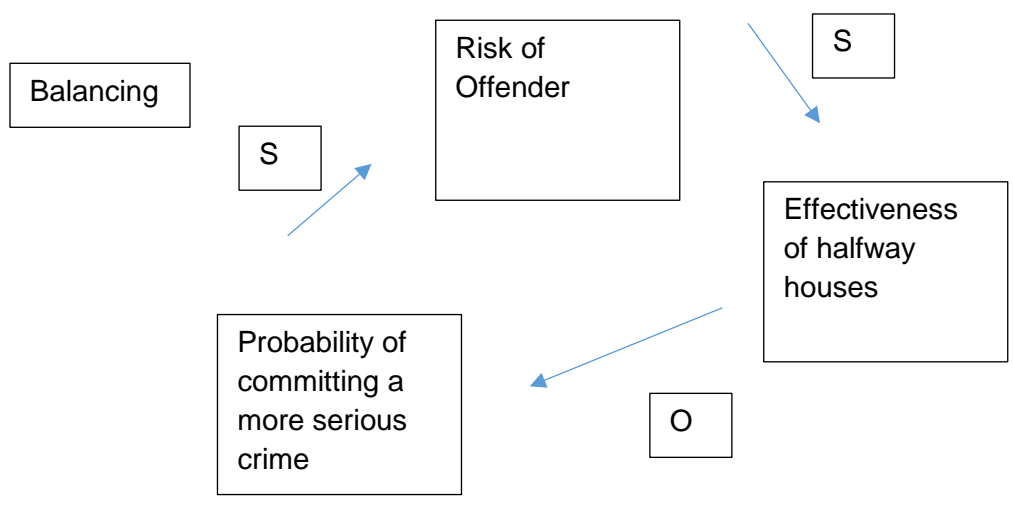 Balancing
S
Risk of
Offender
S
Effectiveness
of halfway
houses
Probability of
committing a
more serious
crime
O